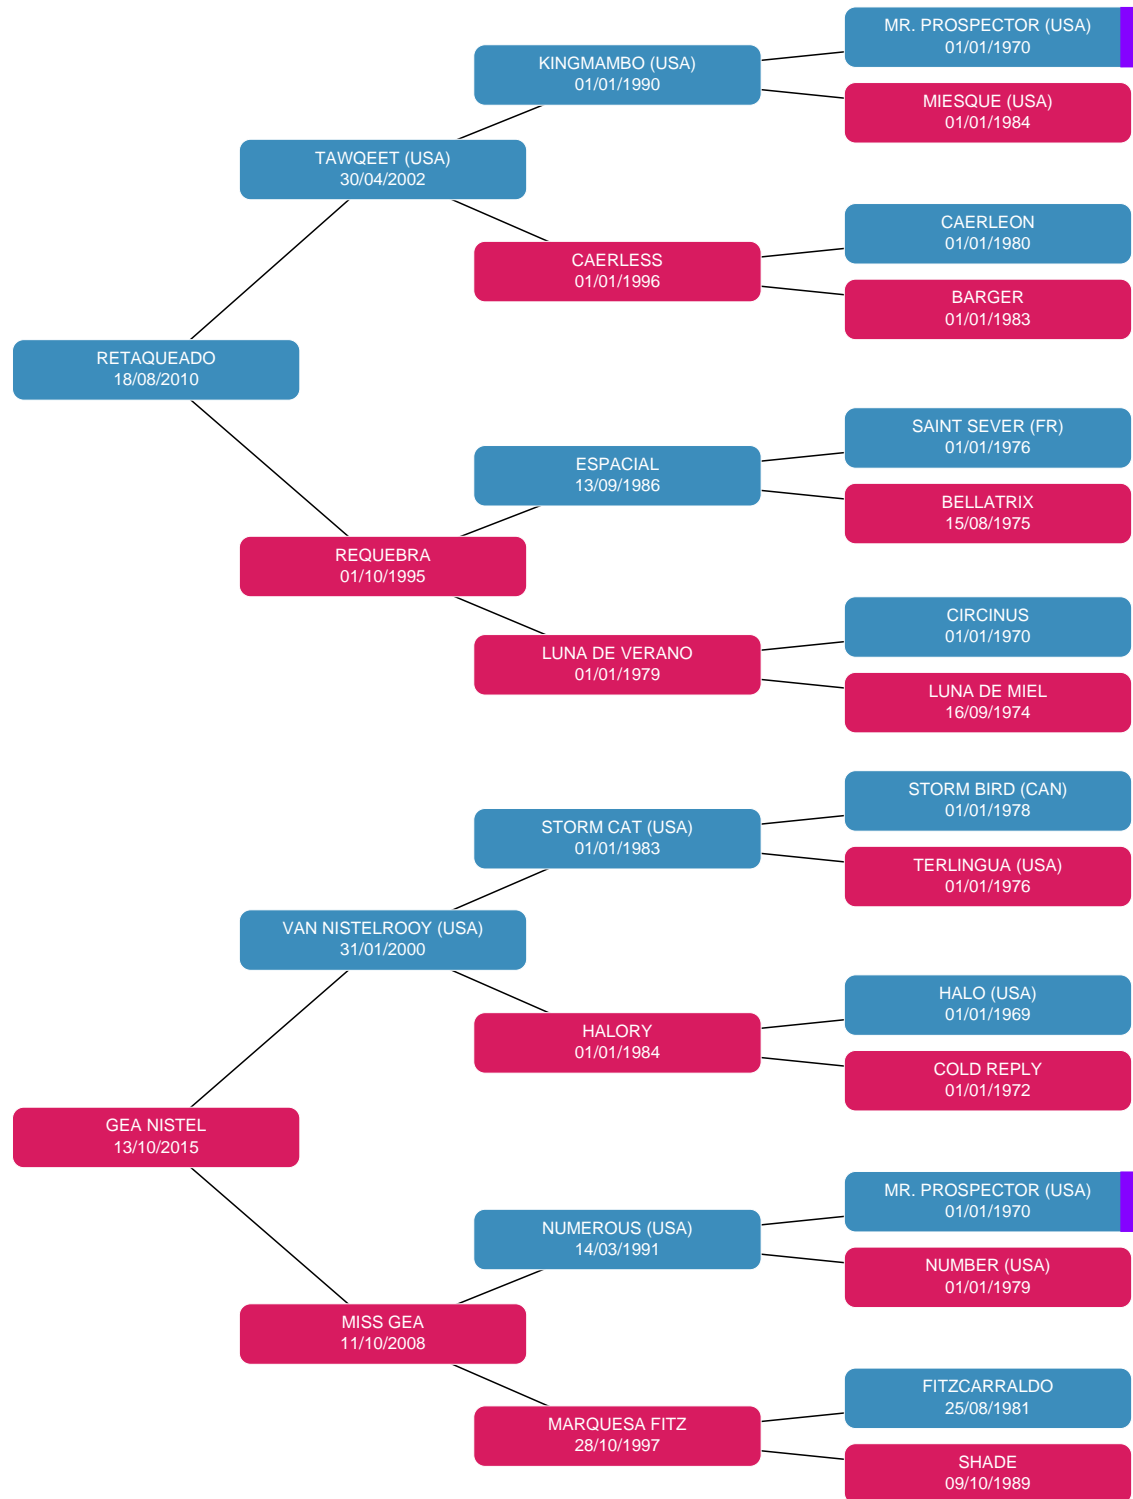 MR. PROSPECTOR (USA)
01/01/1970
KINGMAMBO (USA)
01/01/1990
MIESQUE (USA)
01/01/1984
TAWQEET (USA)
30/04/2002
CAERLEON
01/01/1980
CAERLESS
01/01/1996
BARGER
01/01/1983
RETAQUEADO
18/08/2010
SAINT SEVER (FR)
01/01/1976
ESPACIAL
13/09/1986
BELLATRIX
15/08/1975
REQUEBRA
01/10/1995
CIRCINUS
01/01/1970
LUNA DE VERANO
01/01/1979
LUNA DE MIEL
16/09/1974
STORM BIRD (CAN)
01/01/1978
STORM CAT (USA)
01/01/1983
TERLINGUA (USA)
01/01/1976
VAN NISTELROOY (USA)
31/01/2000
HALO (USA)
01/01/1969
HALORY
01/01/1984
COLD REPLY
01/01/1972
GEA NISTEL
13/10/2015
MR. PROSPECTOR (USA)
01/01/1970
NUMEROUS (USA)
14/03/1991
NUMBER (USA)
01/01/1979
MISS GEA
11/10/2008
FITZCARRALDO
25/08/1981
MARQUESA FITZ
28/10/1997
SHADE
09/10/1989